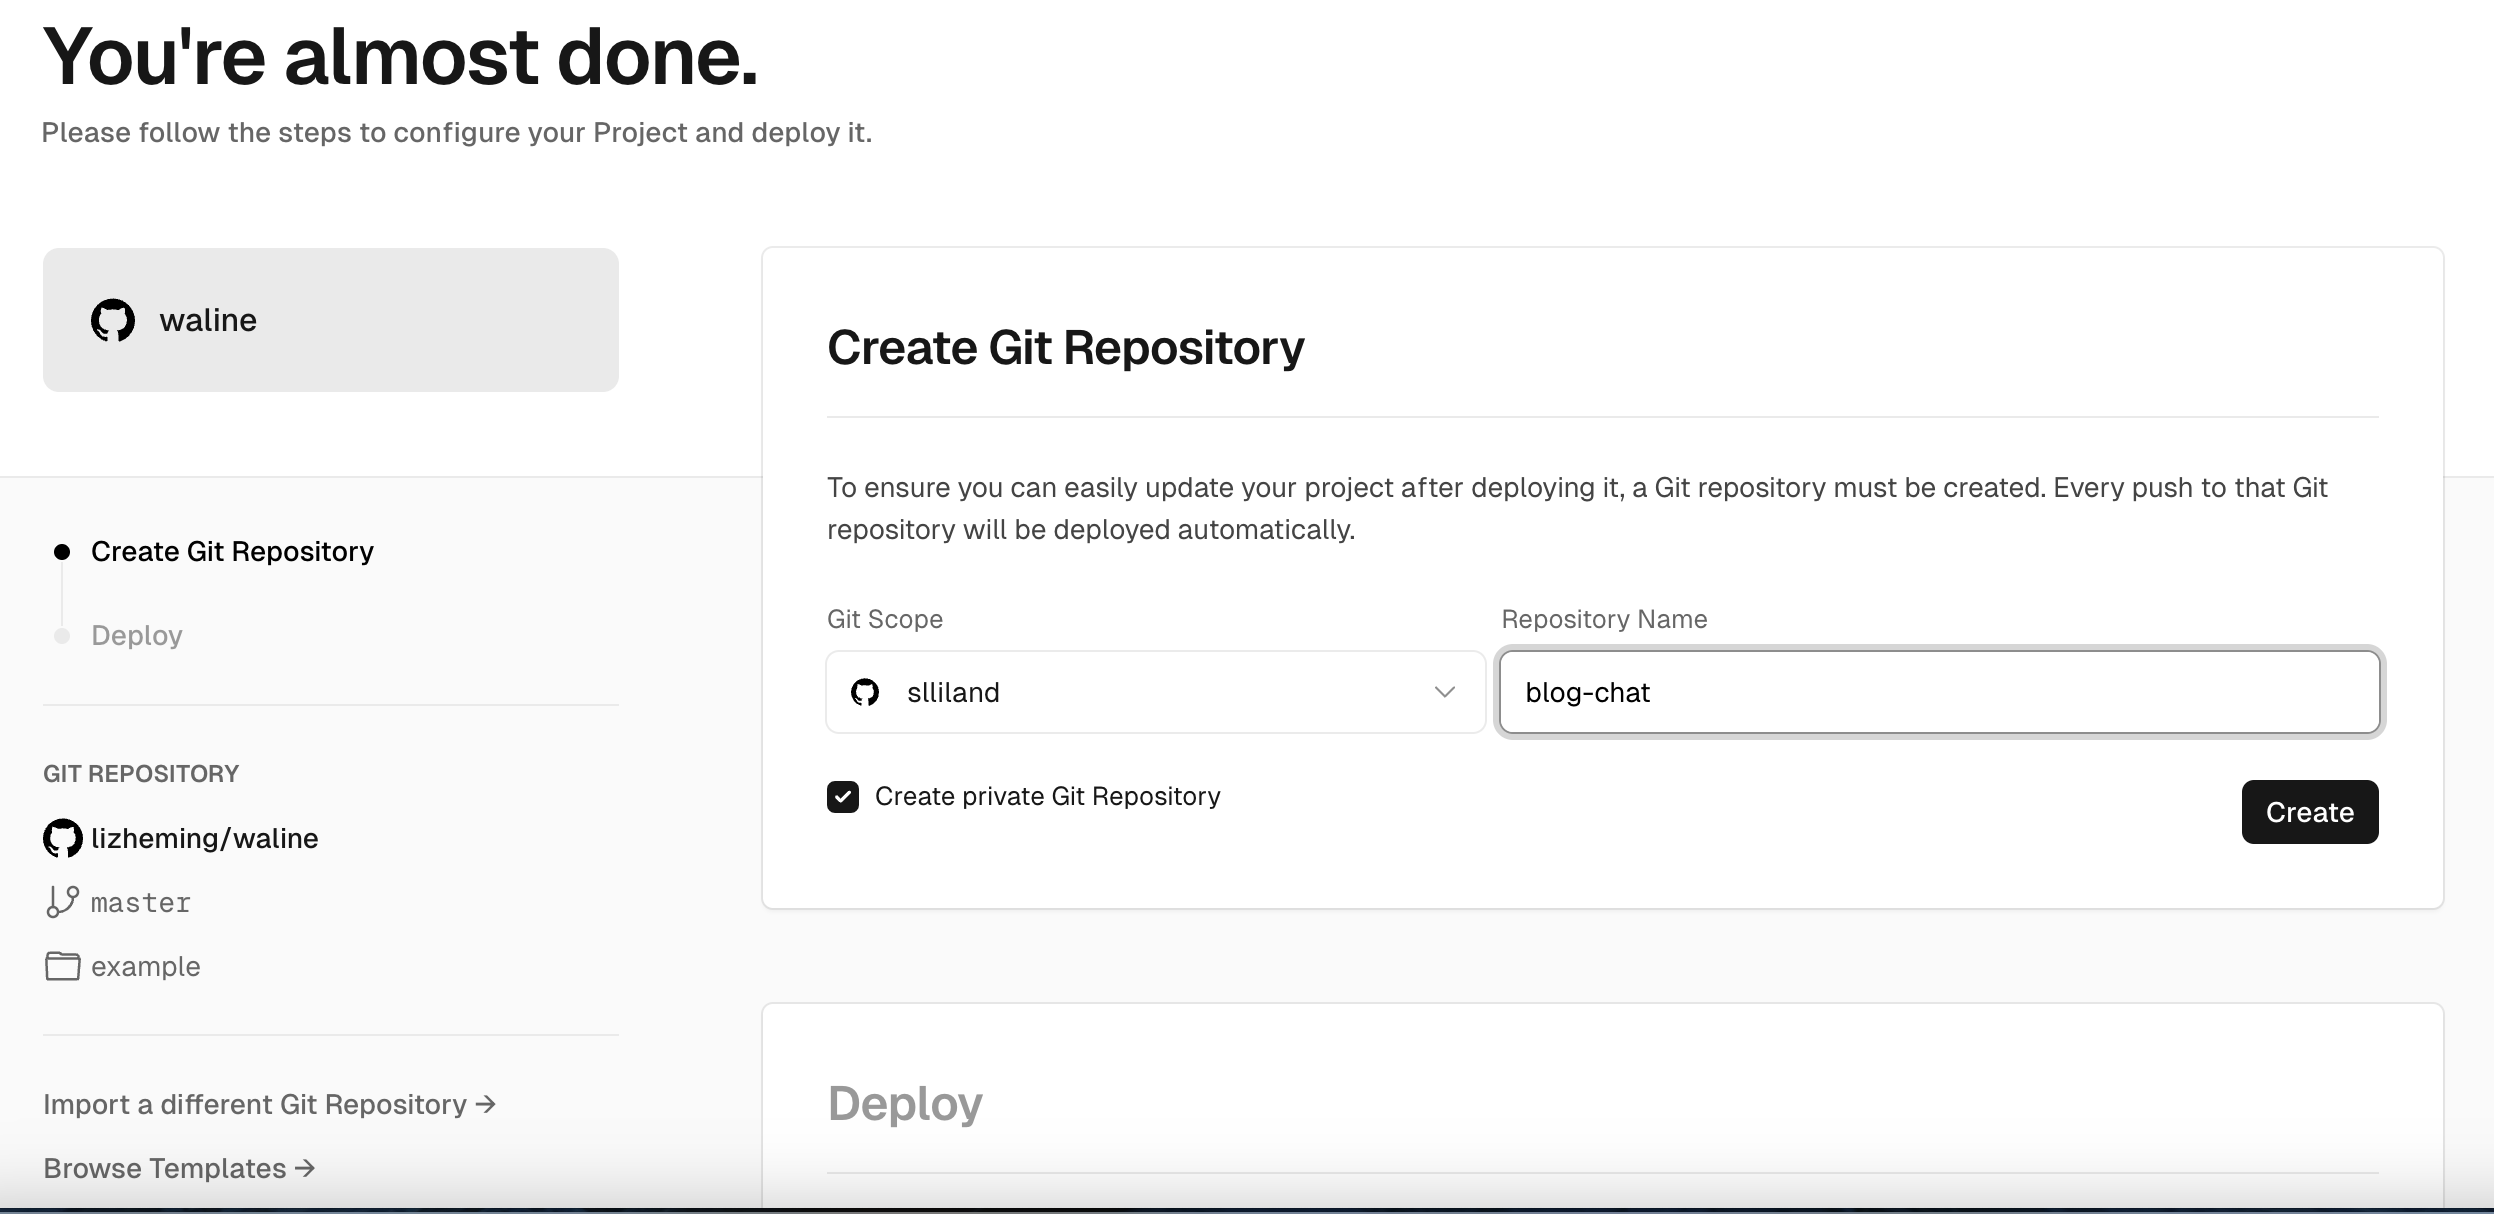 You're almost done.
Please follow the steps to configure your Project and deploy it.
waline
Create Git Repository
Deploy
GIT REPOSITORY
lizheming/waline
master
example
Import a different Git Repository →
Browse Templates →
Create Git Repository
To ensure you can easily update your project after deploying it, a Git repository must be created. Every push to that Git
repository will be deployed automatically.
Git Scope
Repository Name
slliland
blog-chat
Create private Git Repository
Create
Deploy